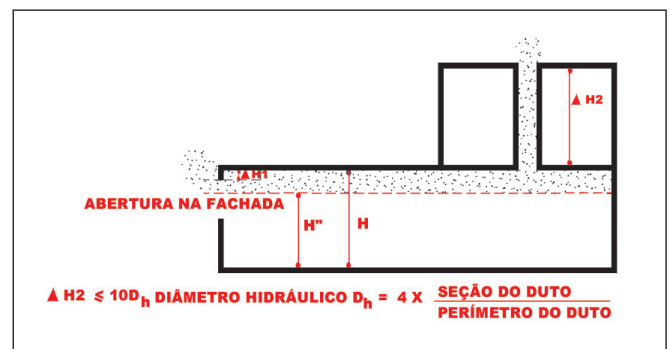 ▲ H2
▲ H1
ABERTURA NA FACHADA
H"
H
▲ H2 ≤ 10Dh DIÂMETRO HIDRÁULICO Dh = 4 X SEÇÃO DO DUTO
PERÍMETRO DO DUTO